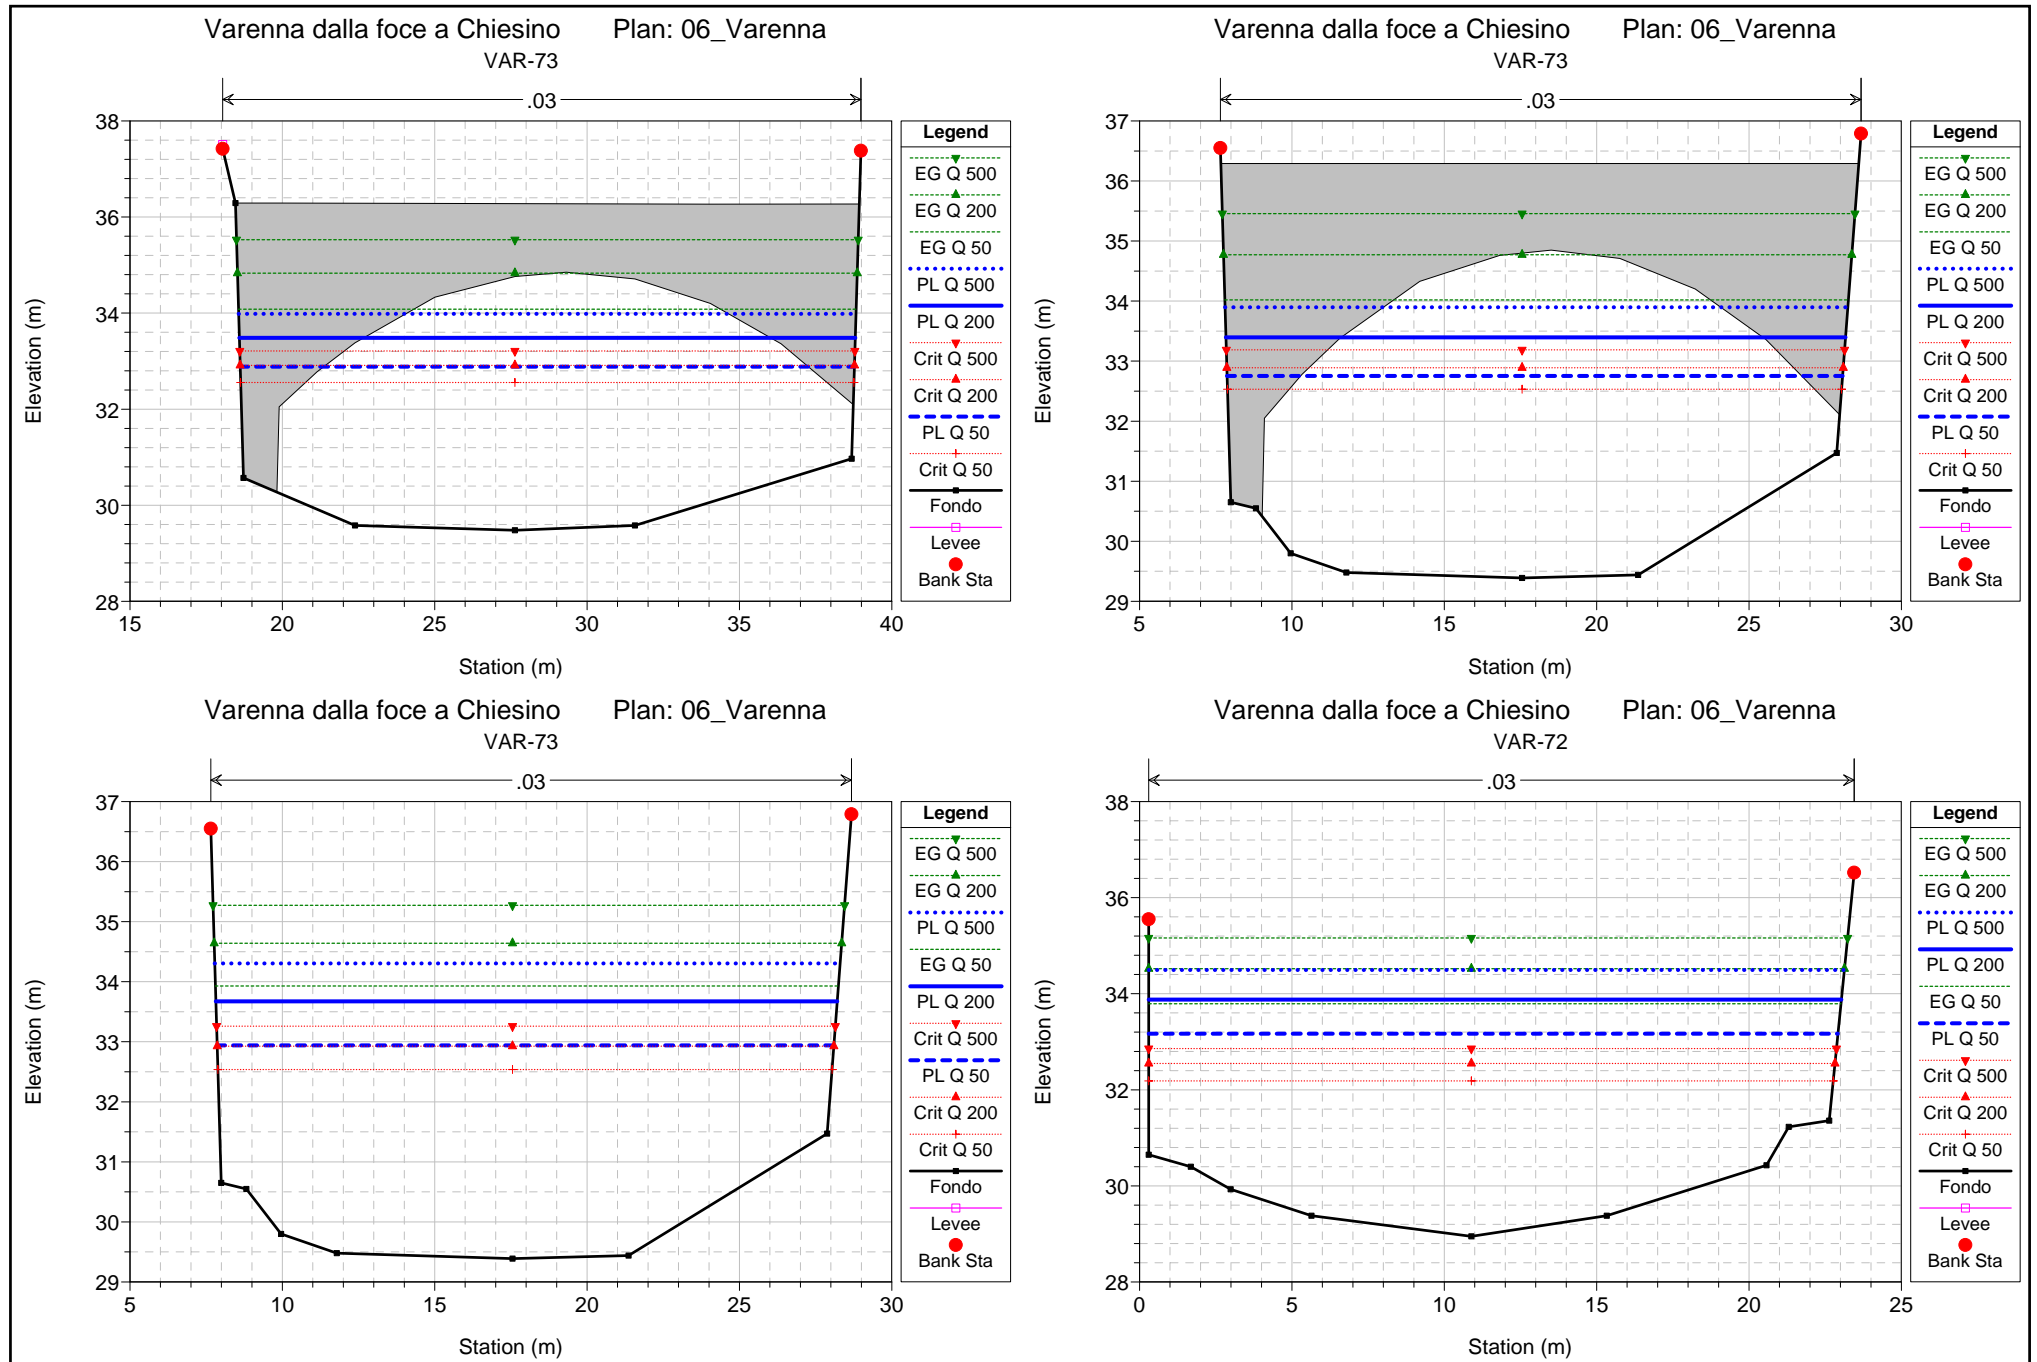 Varenna dalla foce a Chiesino Plan: 06_Varenna
VAR-73
.03
38
36
34
32
30
28
Elevation (m)
15 20 25 30 35 40
Station (m)
Legend
EG Q 500
EG Q 200
EG Q 50
PL Q 500
PL Q 200
Crit Q 500
Crit Q 200
PL Q 50
Crit Q 50
Fondo
Levee
Bank Sta
Varenna dalla foce a Chiesino Plan: 06_Varenna
VAR-73
.03
37
36
35
34
33
32
31
30
29
Elevation (m)
5 10 15 20 25 30
Station (m)
Legend
EG Q 500
EG Q 200
EG Q 50
PL Q 500
PL Q 200
Crit Q 500
Crit Q 200
PL Q 50
Crit Q 50
Fondo
Levee
Bank Sta
Varenna dalla foce a Chiesino Plan: 06_Varenna
VAR-73
.03
37
36
35
34
33
32
31
30
29
Elevation (m)
5 10 15 20 25 30
Station (m)
Legend
EG Q 500
EG Q 200
PL Q 500
EG Q 50
PL Q 200
Crit Q 500
PL Q 50
Crit Q 200
Crit Q 50
Fondo
Levee
Bank Sta
Varenna dalla foce a Chiesino Plan: 06_Varenna
VAR-72
.03
38
36
34
32
30
28
Elevation (m)
0 5 10 15 20 25
Station (m)
Legend
EG Q 500
EG Q 200
PL Q 500
PL Q 200
EG Q 50
PL Q 50
Crit Q 500
Crit Q 200
Crit Q 50
Fondo
Levee
Bank Sta